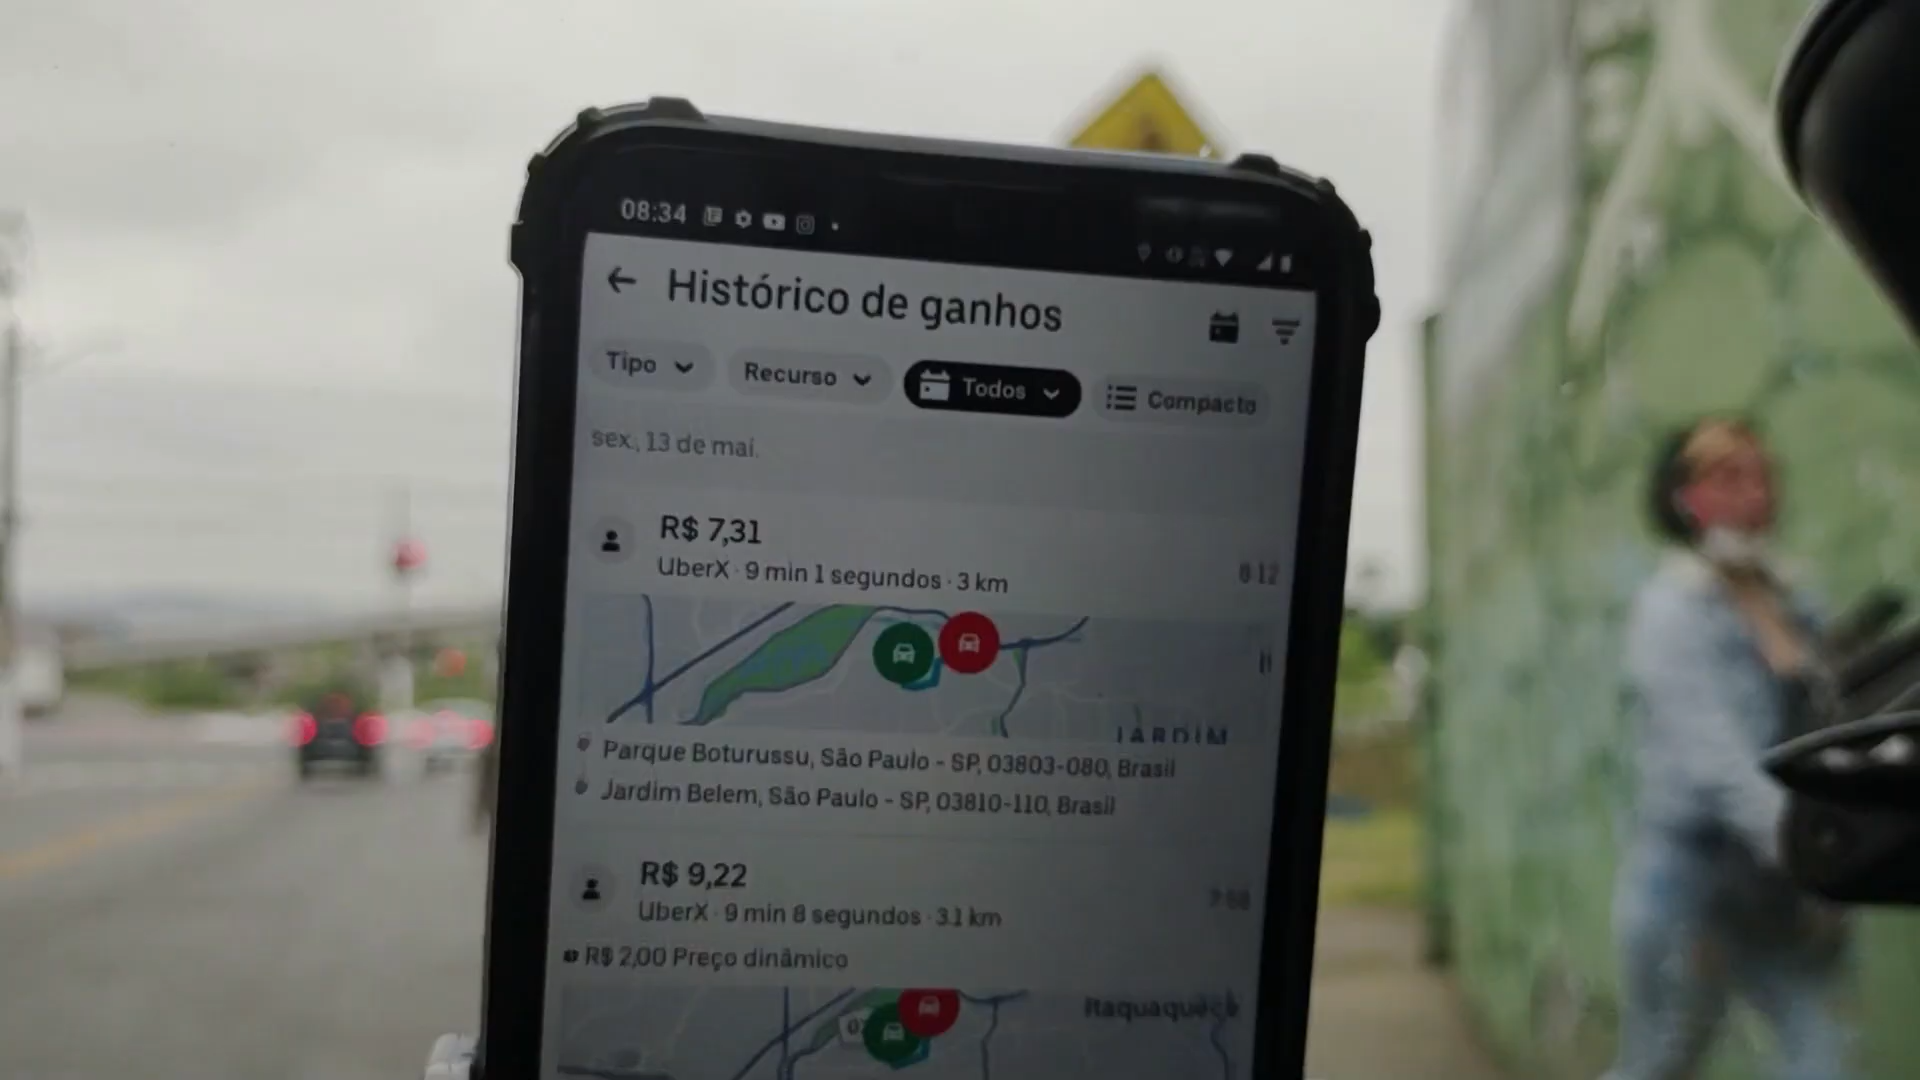 08:34
Histórico de ganhos
Tipo
Recurso
Todos
Compacto
sex., 13 de mai.
R$ 7,31
UberX · 9 min 1 segundos · 3 km
8:12
JARDIM
Parque Boturussu, São Paulo - SP, 03803-080, Brasil
Jardim Belem, São Paulo - SP, 03810-110, Brasil
R$ 9,22
UberX · 9 min 8 segundos · 3.1 km
R$ 2,00 Preço dinâmico